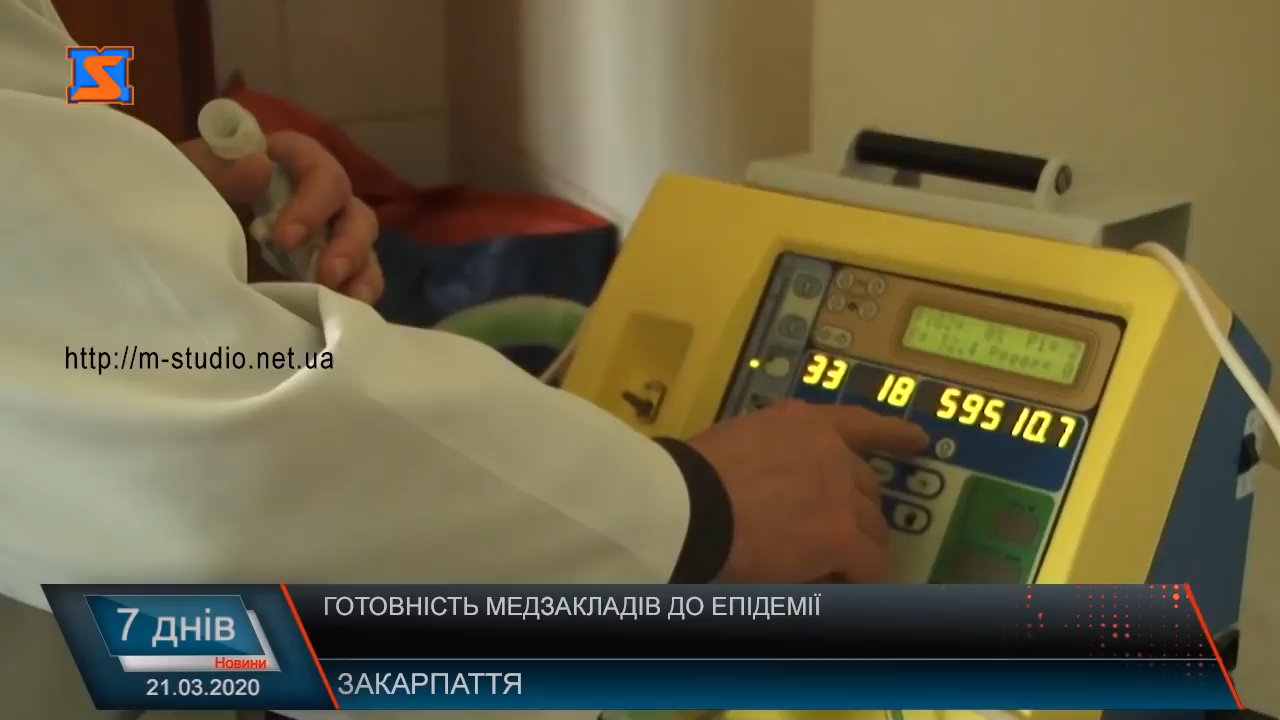 33 18 595 10.7
http://m-studio.net.ua
ГОТОВНІСТЬ МЕДЗАКЛАДІВ ДО ЕПІДЕМІЇ
7 днів
Новини
21.03.2020
ЗАКАРПАТТЯ